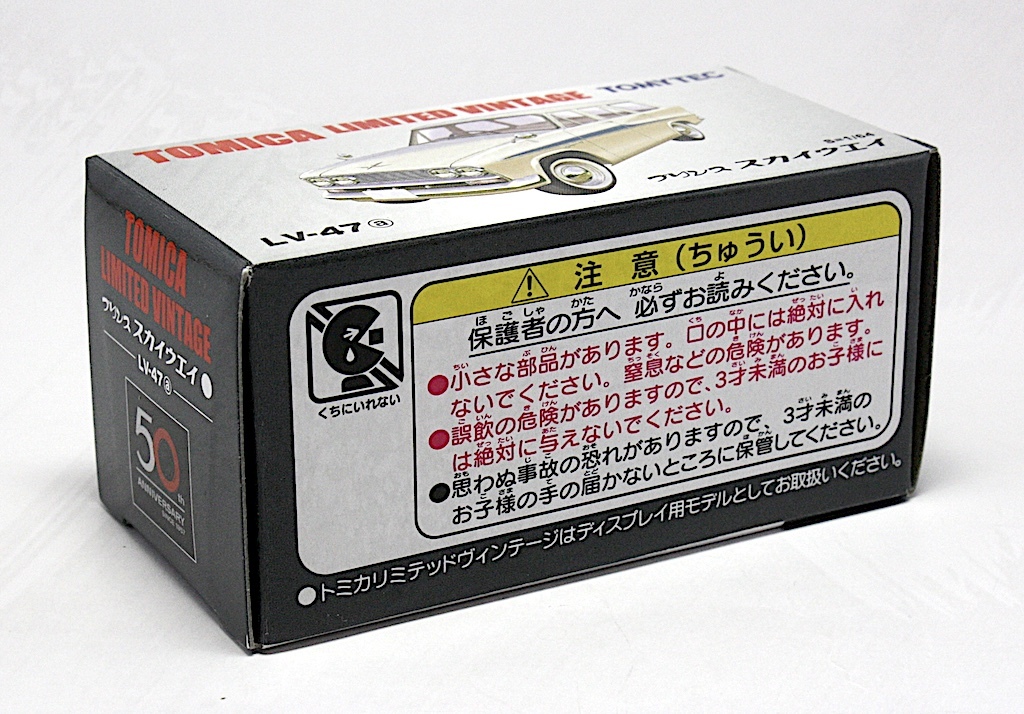 TOMICA LIMITED VINTAGE TOMYTEC
S=1/64
プリンス スカイウエイ
LV-47ⓐ
TOMICA
LIMITED VINTAGE
プリンス スカイウエイ
LV-47ⓐ
50th
ANNIVERSARY
SINCE 1957
くちにいれない
注意(ちゅうい)
保護者の方へ 必ずお読みください。
●小さな部品があります。口の中には絶対に入れ
ないでください。窒息などの危険があります。
●誤飲の危険がありますので、3才未満のお子様に
は絶対に与えないでください。
●思わぬ事故の恐れがありますので、3才未満の
お子様の手の届かないところに保管してください。
●トミカリミテッドヴィンテージはディスプレイ用モデルとしてお取扱いください。